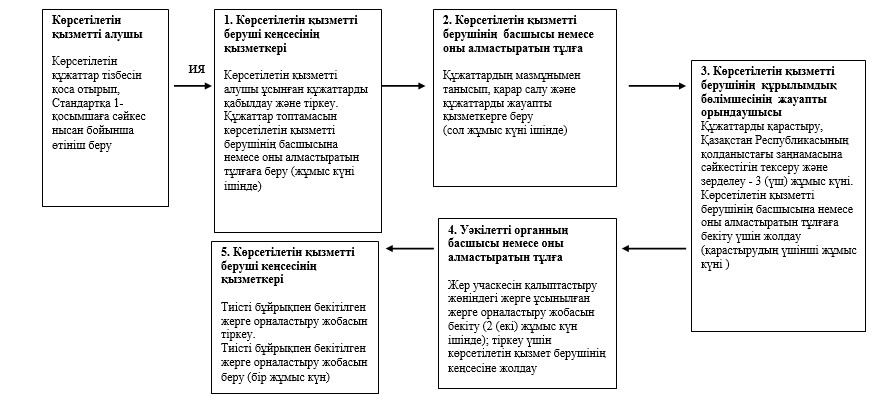 Көрсетілетін
қызметті алушы
Көрсетілетін
құжаттар тізбесін
қоса отырып,
Стандартқа 1-
қосымшаға сәйкес
нысан бойынша
өтініш беру
ИЯ
1. Көрсетілетін қызметті
беруші кеңсесінің
қызметкері
Көрсетілетін қызметті
алушы ұсынған құжаттарды
қабылдау және тіркеу.
Құжаттар топтамасын
көрсетілетін қызметті
берушінің басшысына
немесе оны алмастыратын
тұлғаға беру (жұмыс күні
ішінде)
2. Көрсетілетін қызметті
берушінің басшысы немесе
оны алмастыратын тұлға
Құжаттардың мазмұнымен
танысып, қарар салу және
құжаттарды жауапты
қызметкерге беру
(сол жұмыс күні ішінде)
3. Көрсетілетін қызметті
берушінің құрылымдық
бөлімшесінің жауапты
орындаушысы
Құжаттарды қарастыру,
Қазақстан Республикасының
қолданыстағы заңнамасына
сәйкестігін тексеру және
зерделеу - 3 (үш) жұмыс күні.
Көрсетілетін қызметті
берушінің басшысына немесе
оны алмастыратын тұлғаға
бекіту үшін жолдау
(қарастырудың үшінші жұмыс
күні )
4. Уәкілетті органның
басшысы немесе оны
алмастыратын тұлға
Жер учаскесін қалыптастыру
жөніндегі жерге ұсынылған
жерге орналастыру жобасын
бекіту (2 (екі) жұмыс күн
ішінде); тіркеу үшін
көрсетілетін қызмет берушінің
кеңсесіне жолдау
5. Көрсетілетін қызметті
беруші кеңсесінің
қызметкері
Тиісті бұйрықпен бекітілген
жерге орналастыру жобасын
тіркеу.
Тиісті бұйрықпен бекітілген
жерге орналастыру жобасын
беру (бір жұмыс күн)